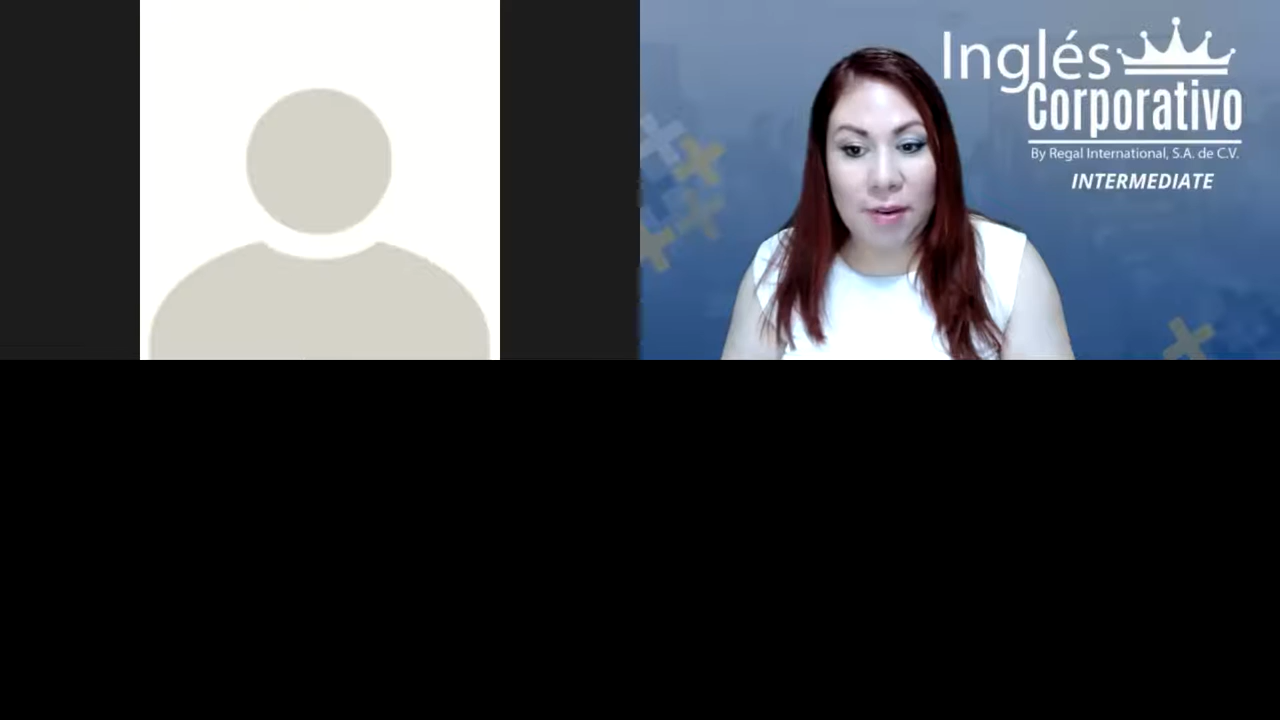 Inglés
Corporativo
By Regal International, S.A. de C.V.
INTERMEDIATE